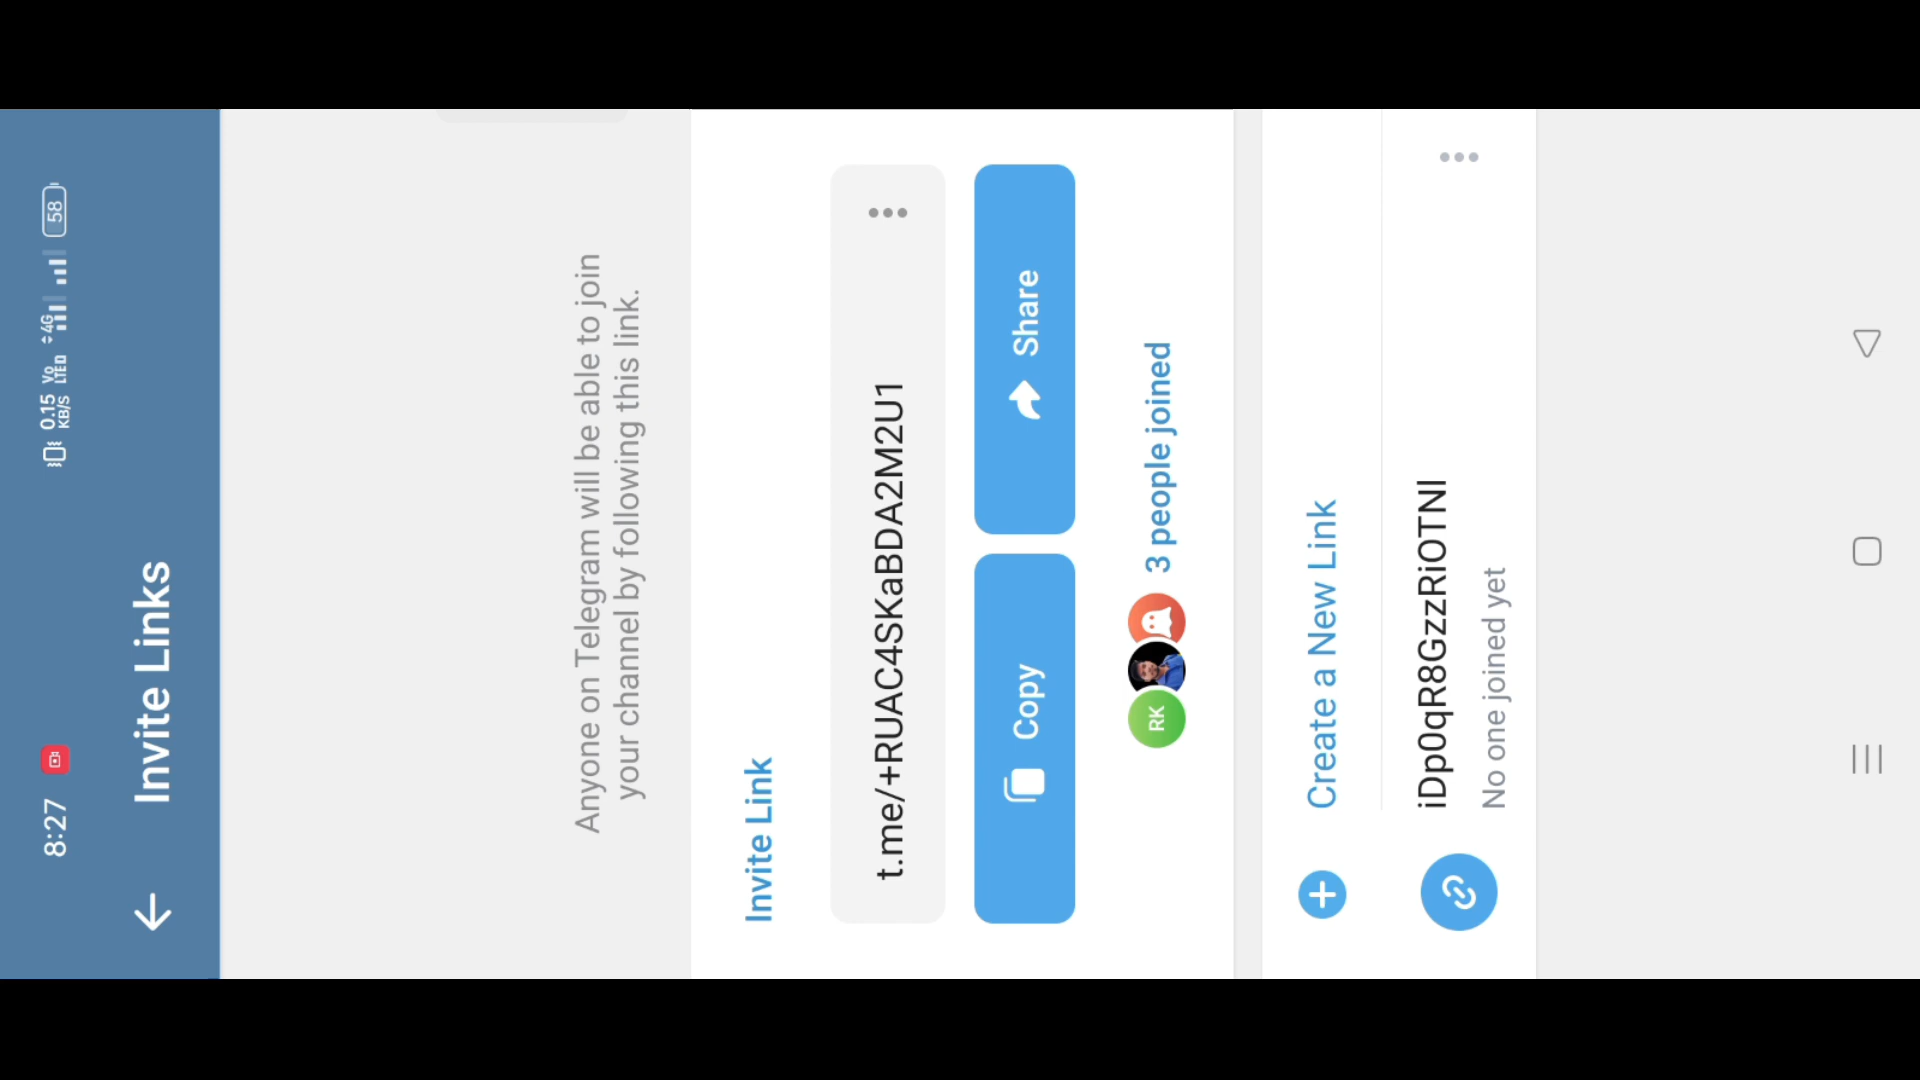 8:27
0.15 KB/S
Vo LTE
4G
58
Invite Links
Anyone on Telegram will be able to join
your channel by following this link.
Invite Link
t.me/+RUAC4SKaBDA2M2U1
Copy
Share
RK
3 people joined
Create a New Link
iDp0qR8GzzRiOTNl
No one joined yet